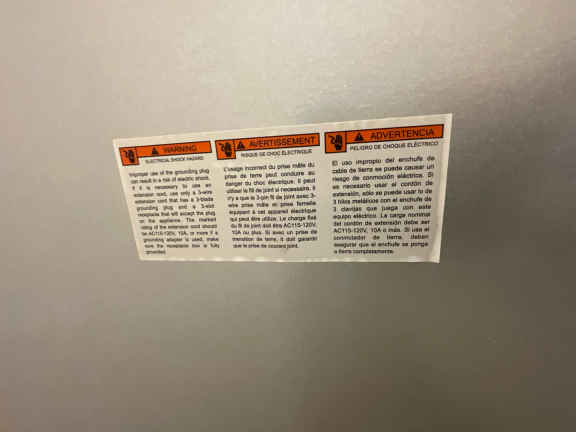 WARNING
ELECTRICAL SHOCK HAZARD
Improper use of the grounding plug
can result in a risk of electric shock.
If it is necessary to use an
extension cord, use only a 3-wire
extension cord that has a 3-blade
grounding plug and a 3-slot
receptacle that will accept the plug
on the appliance. The marked
rating of the extension cord should
be AC115-120V, 10A, or more if a
grounding adapter is used, make
sure the receptacle box is fully
grounded.
AVERTISSEMENT
RISQUE DE CHOC ÉLECTRIQUE
L'usage incorrect du prise mâle du
prise de terre peut conduire au
danger du choc électrique. Il peut
utiliser le fil de joint si necessaire, Il
n'y a que le 3-pin fil de joint avec 3-
wire prise mâle et prise femelle
equipant à cet appareil électrique
qui peut être utilize. Le charge fixé
du fil de joint doit être AC115-120V,
10A ou plus. Si avec un prise de
transition de terre, il doit garantir
que le prise de courant joint.
ADVERTENCIA
PELIGRO DE CHOQUE ELÉCTRICO
El uso impropio del enchufe de
cable de tierra se puede causar un
riesgo de conmoción eléctrica. Si
es necesario usar el cordón de
extensión, sólo se puede usar lo de
3 hilos metálicos con el enchufe de
3 clavijas que juega con este
equipo eléctrico. La carga nominal
del cordón de extensión debe ser
AC115-120V, 10A o más. Si usa el
conmutador de tierra, deben
asegurar que el enchufe se ponga
a tierra completamente.